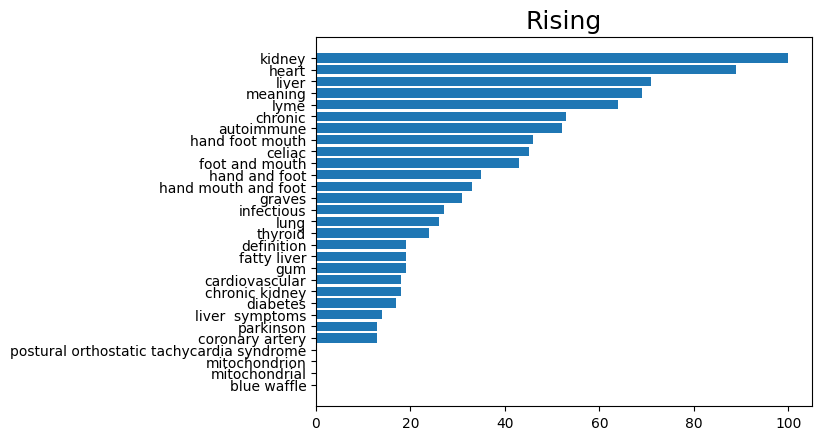 Rising
kidney
heart
liver
meaning
lyme
chronic
autoimmune
hand foot mouth
celiac
foot and mouth
hand and foot
hand mouth and foot
graves
infectious
lung
thyroid
definition
fatty liver
gum
cardiovascular
chronic kidney
diabetes
liver  symptoms
parkinson
coronary artery
postural orthostatic tachycardia syndrome
mitochondrion
mitochondrial
blue waffle
0 20 40 60 80 100